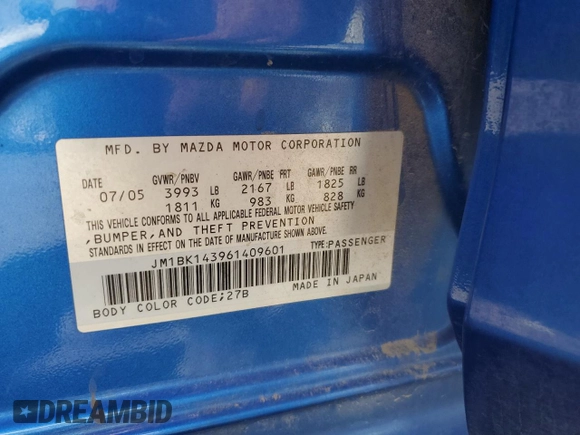 MFD. BY MAZDA MOTOR CORPORATION
DATE GVWR/PNBV GAWR/PNBE FRT GAWR/PNBE RR
07/05 3993 LB 2167 LB 1825 LB
1811 KG 983 KG 828 KG
THIS VEHICLE CONFORMS TO ALL APPLICABLE FEDERAL MOTOR VEHICLE SAFETY
,BUMPER,AND THEFT PREVENTION
STANDARDS IN EFFECT ON THE DATE OF MANUFACTURE SHOWN ABOVE.
JM1BK143961409601 TYPE:PASSENGER
MADE IN JAPAN
BODY COLOR CODE;27B
DREAMBID